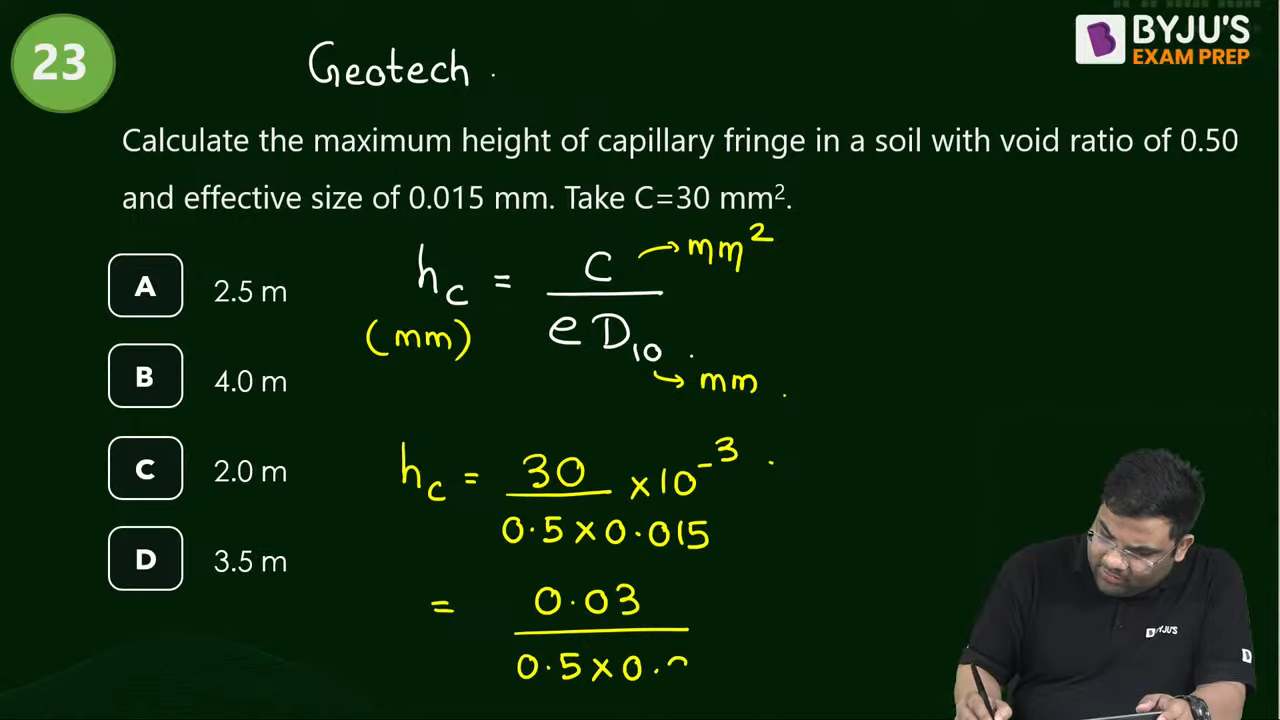 23
Geotech
BYJU'S
EXAM PREP
Calculate the maximum height of capillary fringe in a soil with void ratio of 0.50
and effective size of 0.015 mm. Take C=30 mm².
A 2.5 m
B 4.0 m
C 2.0 m
D 3.5 m
h_c = C / e D₁₀
→ mm²
(mm)
→ mm
h_c = 30 / 0.5 × 0.015 × 10⁻³
= 0.03 / 0.5 × 0.
BYJU'S